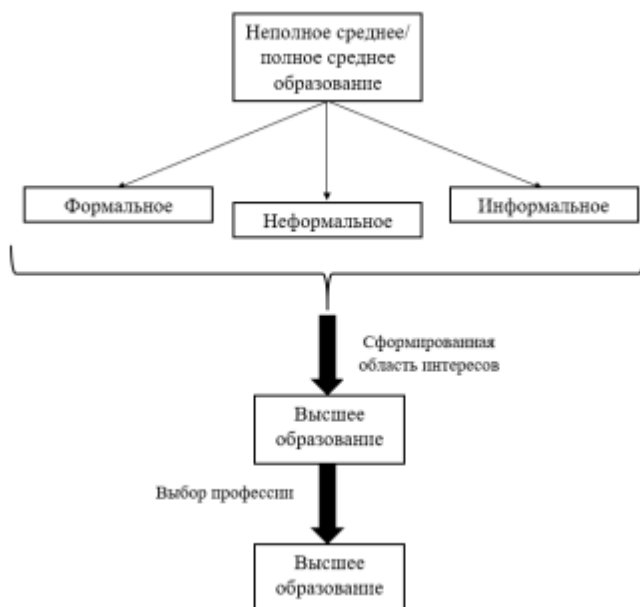 Неполное среднее/
полное среднее
образование
Формальное
Неформальное
Информальное
Сформированная
область интересов
Высшее
образование
Выбор профессии
Высшее
образование